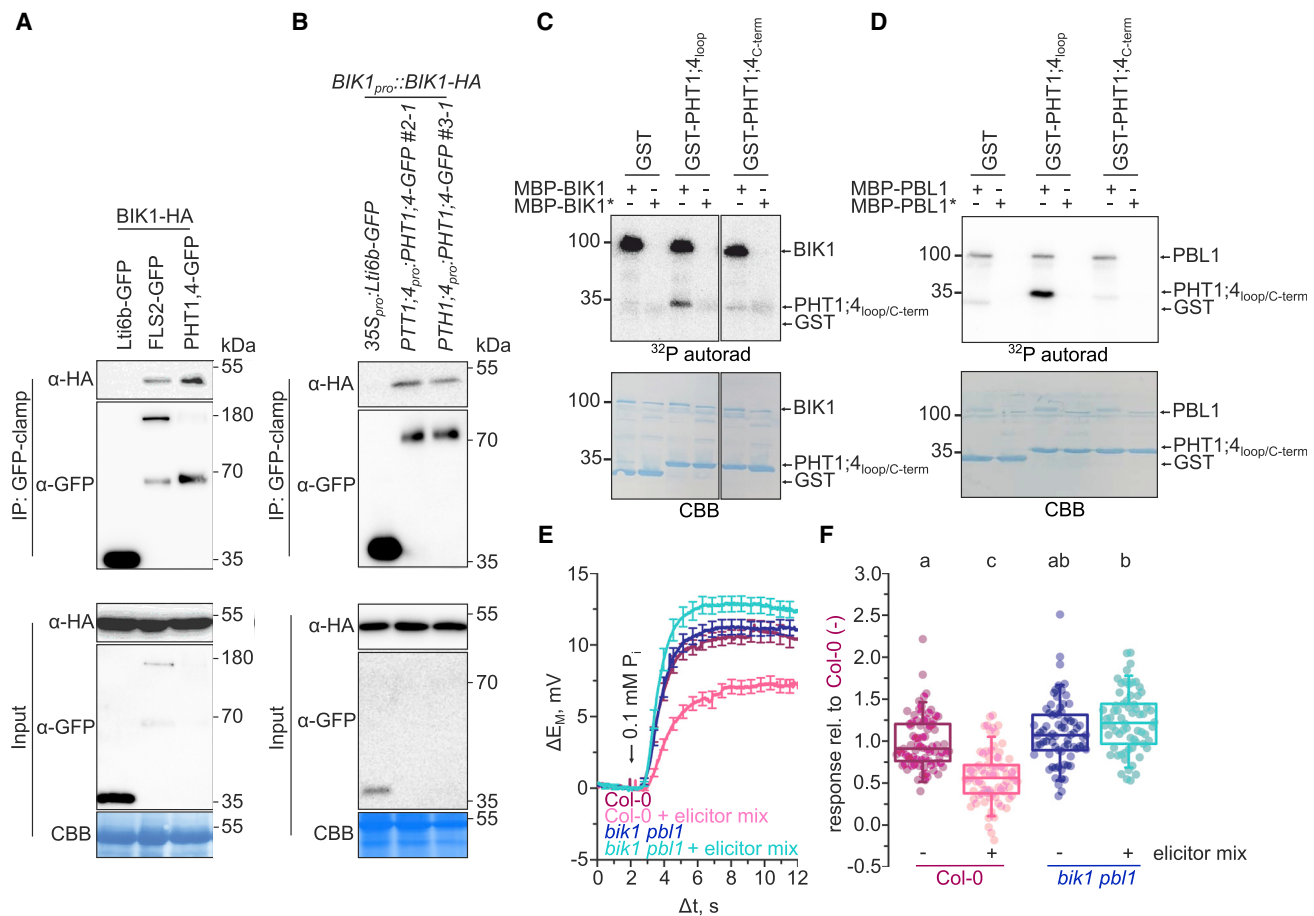 A
BIK1-HA
Lti6b-GFP
FLS2-GFP
PHT1,4-GFP
kDa
IP: GFP-clamp
α-HA
55
α-GFP
180
70
35
Input
α-HA
55
α-GFP
180
70
35
CBB
55
B
BIK1pro::BIK1-HA
35Spro:Lti6b-GFP
PTT1;4pro:PHT1;4-GFP #2-1
PTH1;4pro:PHT1;4-GFP #3-1
kDa
IP: GFP-clamp
α-HA
55
α-GFP
70
35
Input
α-HA
55
α-GFP
70
35
CBB
55
C
GST
GST-PHT1;4loop
GST-PHT1;4C-term
MBP-BIK1 + - + - + -
MBP-BIK1* - + - + - +
100
BIK1
35
PHT1;4loop/C-term
GST
32P autorad
100
BIK1
35
PHT1;4loop/C-term
GST
CBB
D
GST
GST-PHT1;4loop
GST-PHT1;4C-term
MBP-PBL1 + - + - + -
MBP-PBL1* - + - + - +
100
PBL1
35
PHT1;4loop/C-term
GST
32P autorad
100
PBL1
35
PHT1;4loop/C-term
GST
CBB
E
15
10
5
0
-5
ΔEM, mV
0.1 mM Pi
Col-0
Col-0 + elicitor mix
bik1 pbl1
bik1 pbl1 + elicitor mix
0 2 4 6 8 10 12
Δt, s
F
a c ab b
3.0
2.5
2.0
1.5
1.0
0.5
0
-0.5
response rel. to Col-0 (-)
- + - + elicitor mix
Col-0
bik1 pbl1